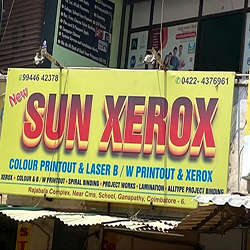 99446 42378
0422- 4376961
New
SUN XEROX
COLOUR PRINTOUT & LASER B / W PRINTOUT & XEROX
XEROX • COLOUR & B / W PRINTOUT • SPIRAL BINDING • PROJECT WORKS • LAMINATION • ALLTYPE PROJECT BINDING
Rajabala Complex, Near Cms, School, Ganapathy, Coimbatore - 6.